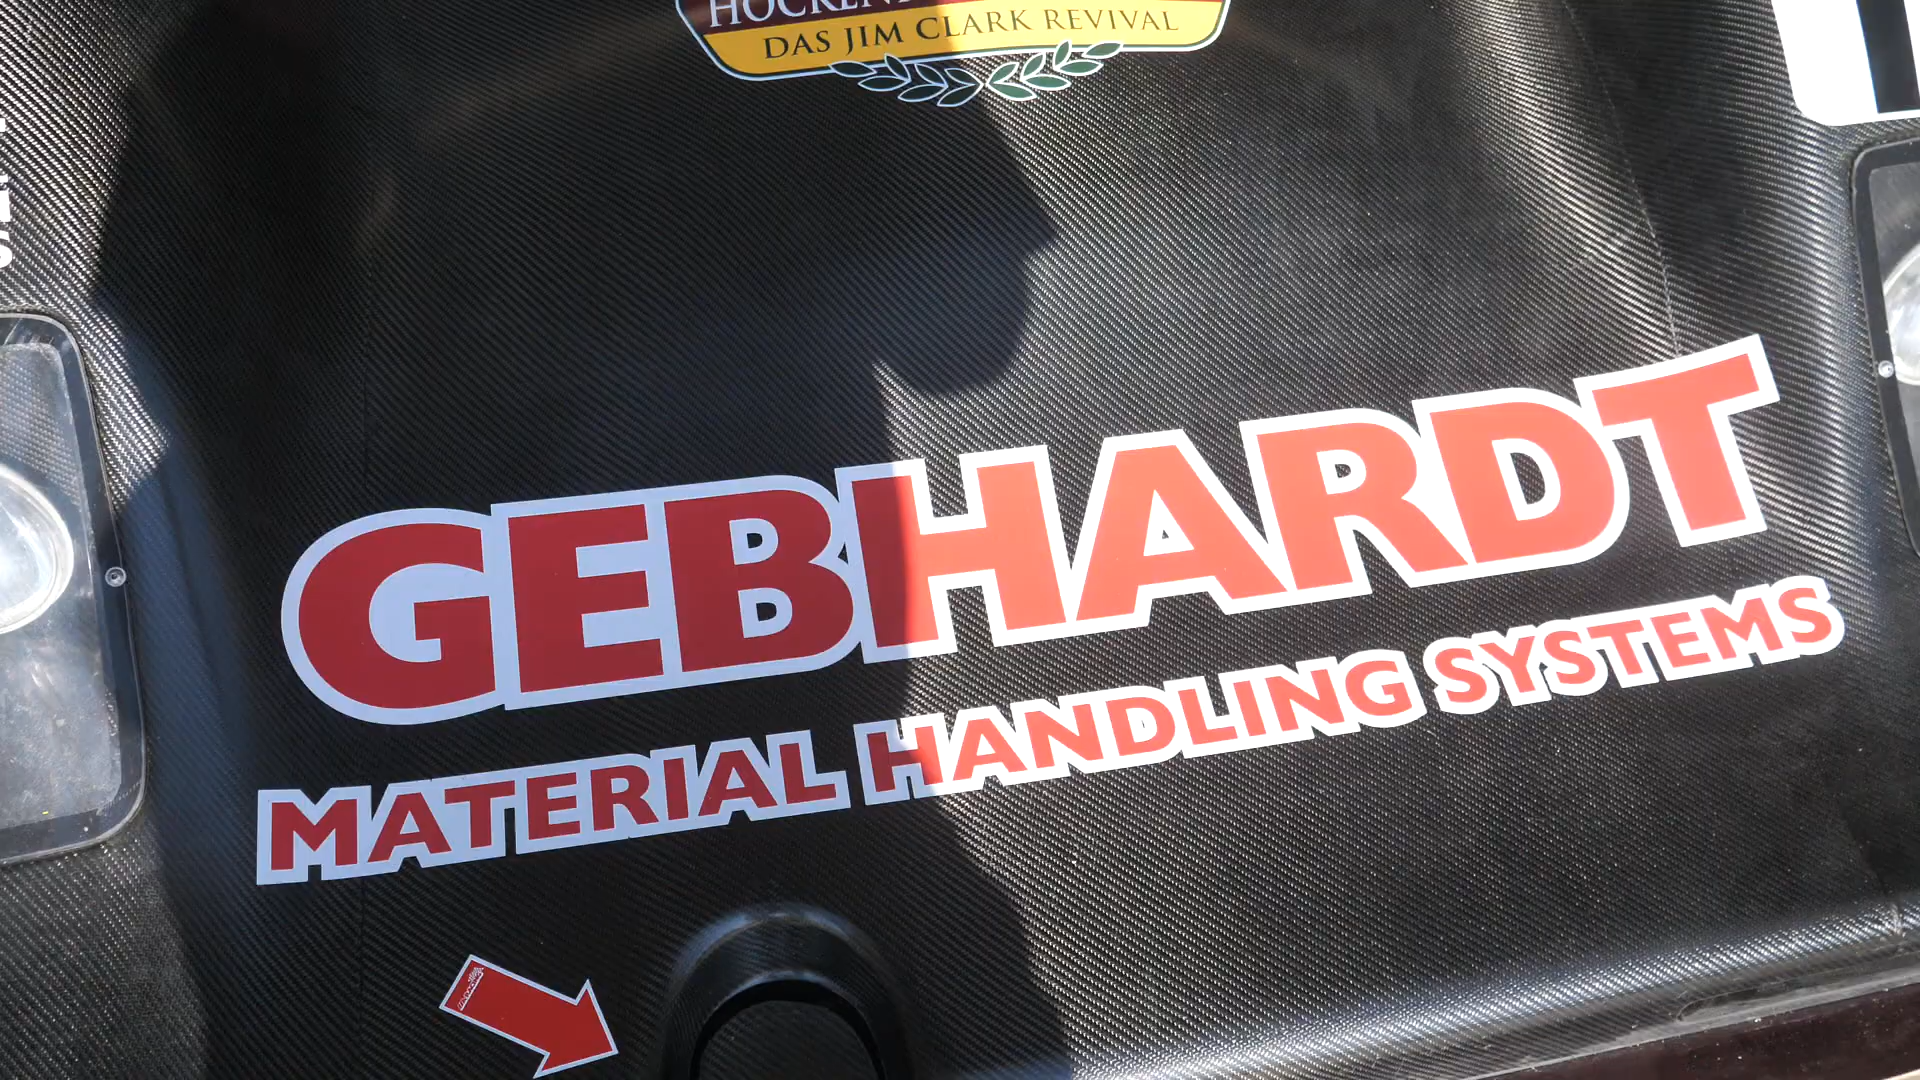 DAS JIM CLARK REVIVAL
GEBHARDT
MATERIAL HANDLING SYSTEMS